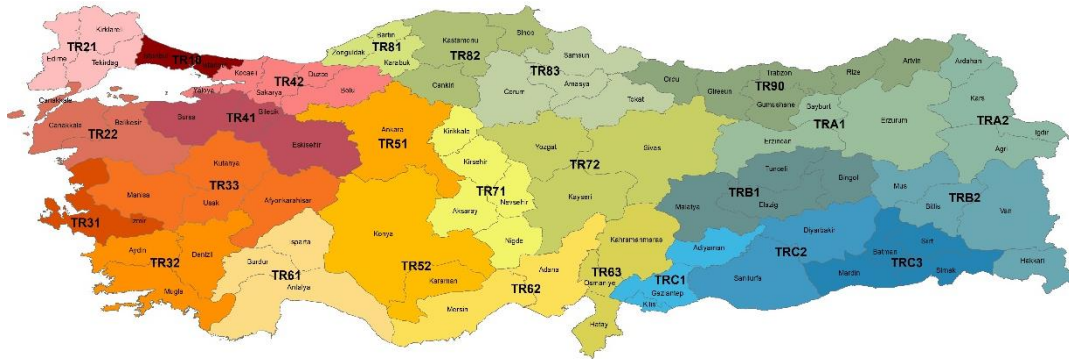 Kirklareli
TR21
Edirne
Tekirdag
TR10
Kocaeli
Yalova
TR42
Duzce
Sakarya
Bolu
Bartin
TR81
Zonguldak
Karabuk
Kastamonu
Sinop
TR82
Cankiri
Samsun
TR83
Corum
Amasya
Tokat
Ordu
Giresun
Trabzon
TR90
Gumushane
Rize
Artvin
Ardahan
Kars
TRA2
Igdir
Agri
Bayburt
TRA1
Erzurum
Erzincan
Canakkale
Canakkale
Balikesir
TR22
Bursa
TR41
Bilecik
Eskisehir
Ankara
TR51
Kirikkale
Kirsehir
TR71
Nevsehir
Aksaray
Nigde
Yozgat
TR72
Sivas
Kayseri
Tunceli
Bingol
TRB1
Malatya
Elazig
Mus
Bitlis
TRB2
Van
Hakkari
Kutahya
Manisa
TR33
Usak
Afyonkarahisar
TR31
Izmir
Aydin
Denizli
TR32
Mugla
Isparta
Burdur
TR61
Antalya
Konya
TR52
Karaman
Mersin
Adana
TR62
Kahramanmaras
TR63
Osmaniye
Hatay
Adiyaman
TRC1
Gaziantep
Kilis
Diyarbakir
TRC2
Sanliurfa
Siirt
Batman
TRC3
Mardin
Sirnak